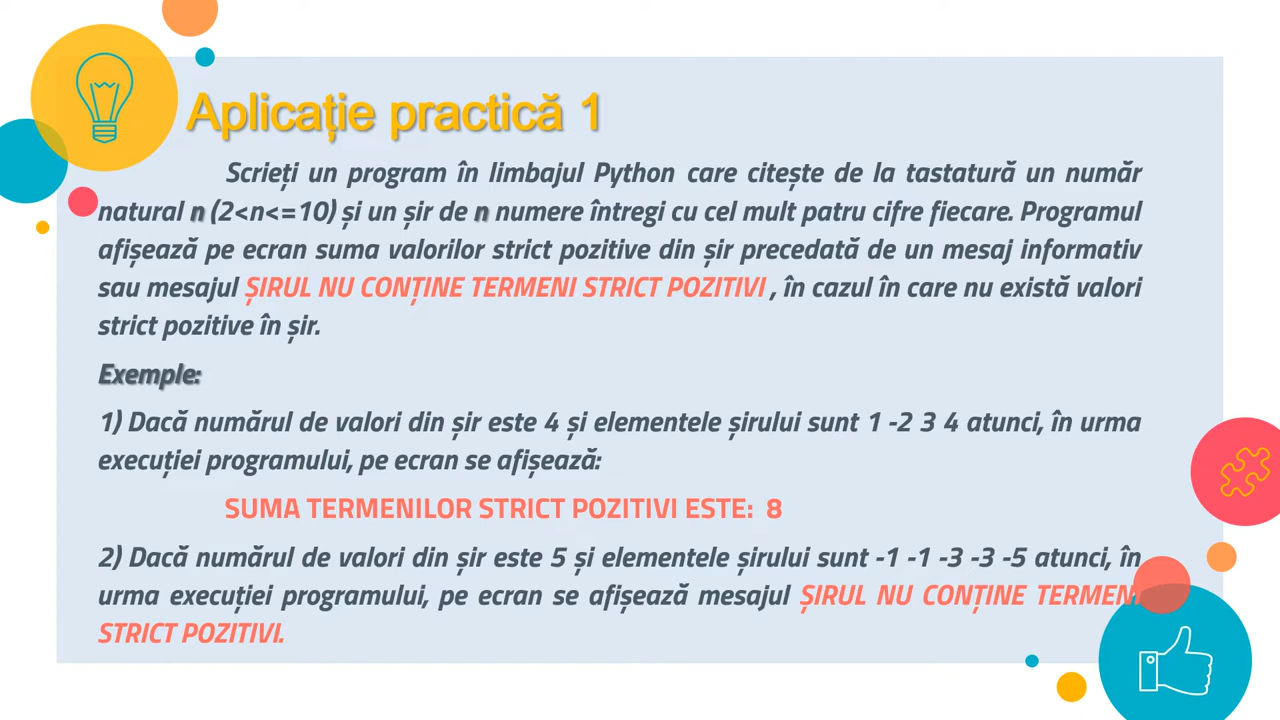 Aplicație practică 1
Scrieți un program în limbajul Python care citește de la tastatură un număr
natural n (2<n<=10) și un șir de n numere întregi cu cel mult patru cifre fiecare. Programul
afișează pe ecran suma valorilor strict pozitive din șir precedată de un mesaj informativ
sau mesajul ȘIRUL NU CONȚINE TERMENI STRICT POZITIVI , în cazul în care nu există valori
strict pozitive în șir.
Exemple:
1) Dacă numărul de valori din șir este 4 și elementele șirului sunt 1 -2 3 4 atunci, în urma
execuției programului, pe ecran se afișează:
SUMA TERMENILOR STRICT POZITIVI ESTE: 8
2) Dacă numărul de valori din șir este 5 și elementele șirului sunt -1 -1 -3 -3 -5 atunci, în
urma execuției programului, pe ecran se afișează mesajul ȘIRUL NU CONȚINE TERMENI
STRICT POZITIVI.